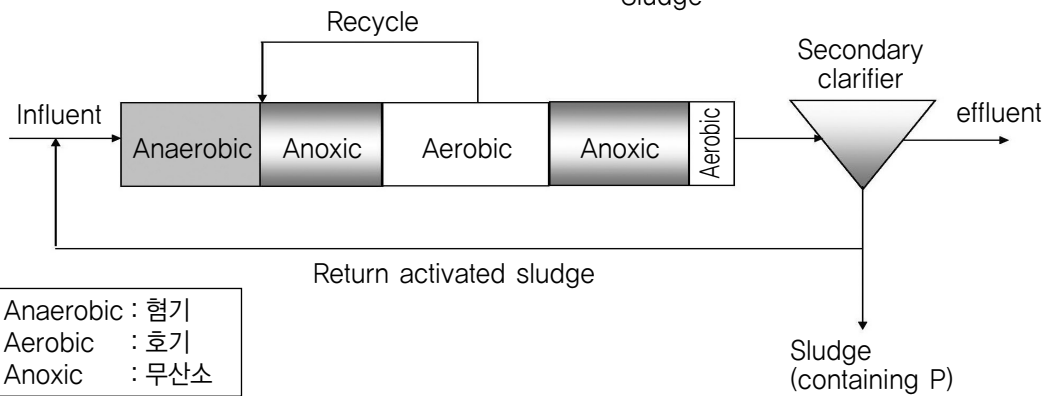 Sludge
Recycle
Secondary
clarifier
Influent
effluent
Anaerobic
Anoxic
Aerobic
Anoxic
Aerobic
Return activated sludge
Anaerobic : 혐기
Aerobic : 호기
Anoxic : 무산소
Sludge
(containing P)